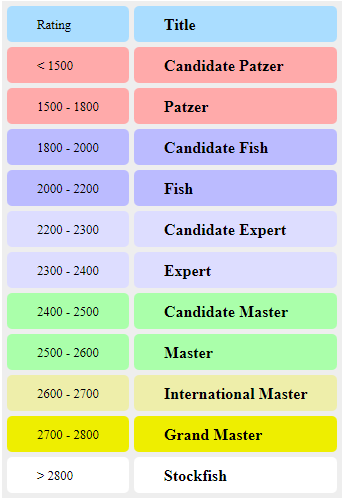 Rating Title
< 1500 Candidate Patzer
1500 - 1800 Patzer
1800 - 2000 Candidate Fish
2000 - 2200 Fish
2200 - 2300 Candidate Expert
2300 - 2400 Expert
2400 - 2500 Candidate Master
2500 - 2600 Master
2600 - 2700 International Master
2700 - 2800 Grand Master
> 2800 Stockfish